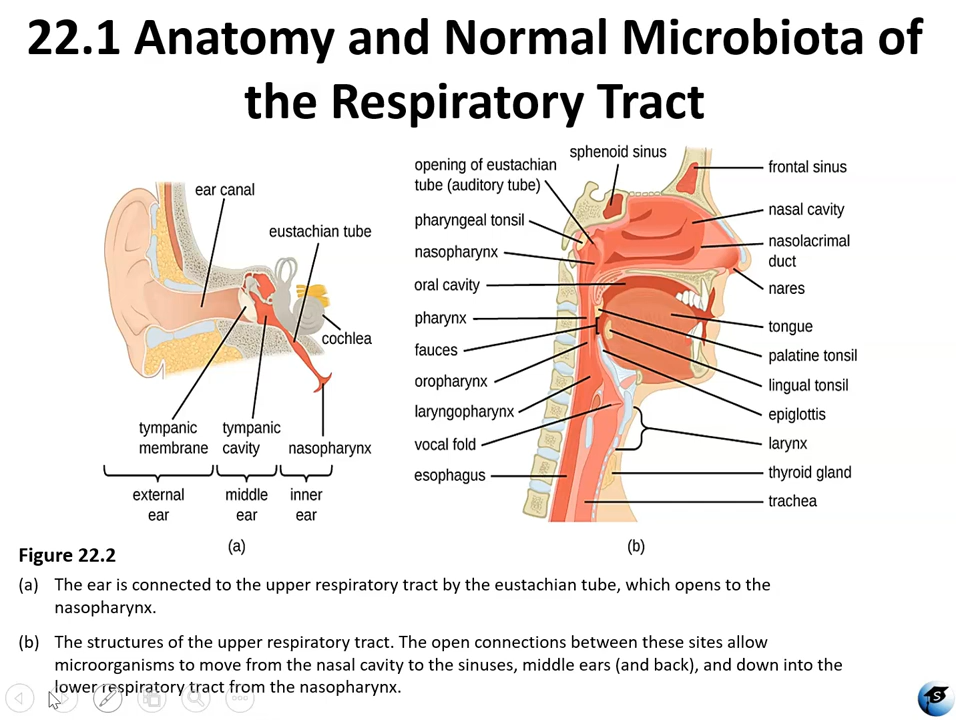 22.1 Anatomy and Normal Microbiota of
the Respiratory Tract
ear canal
eustachian tube
cochlea
tympanic
membrane
tympanic
cavity
nasopharynx
external
ear
middle
ear
inner
ear
(a)
sphenoid sinus
opening of eustachian
tube (auditory tube)
pharyngeal tonsil
nasopharynx
oral cavity
pharynx
fauces
oropharynx
laryngopharynx
vocal fold
esophagus
frontal sinus
nasal cavity
nasolacrimal
duct
nares
tongue
palatine tonsil
lingual tonsil
epiglottis
larynx
thyroid gland
trachea
(b)
Figure 22.2
(a) The ear is connected to the upper respiratory tract by the eustachian tube, which opens to the
nasopharynx.
(b) The structures of the upper respiratory tract. The open connections between these sites allow
microorganisms to move from the nasal cavity to the sinuses, middle ears (and back), and down into the
lower respiratory tract from the nasopharynx.
S